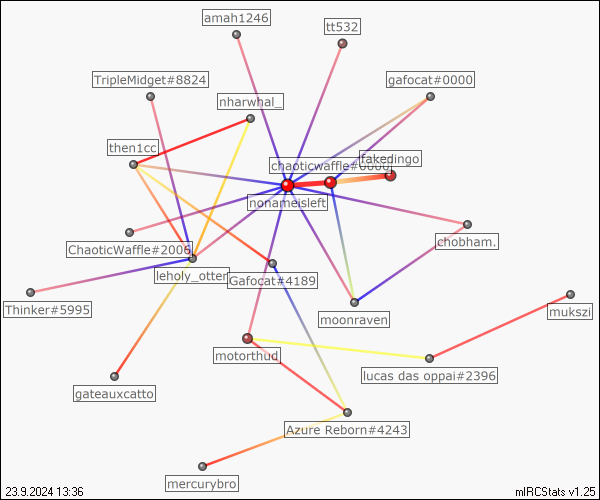 amah1246
tt532
TripleMidget#8824
gafocat#0000
nharwhal_
then1cc
fakedingo
chaoticwaffle#0000
nonameisleft
ChaoticWaffle#2006
chobham.
leholy_otter
Gafocat#4189
Thinker#5995
moonraven
mukszi
motorthud
lucas das oppai#2396
gateauxcatto
Azure Reborn#4243
mercurybro
23.9.2024 13:36
mIRCStats v1.25